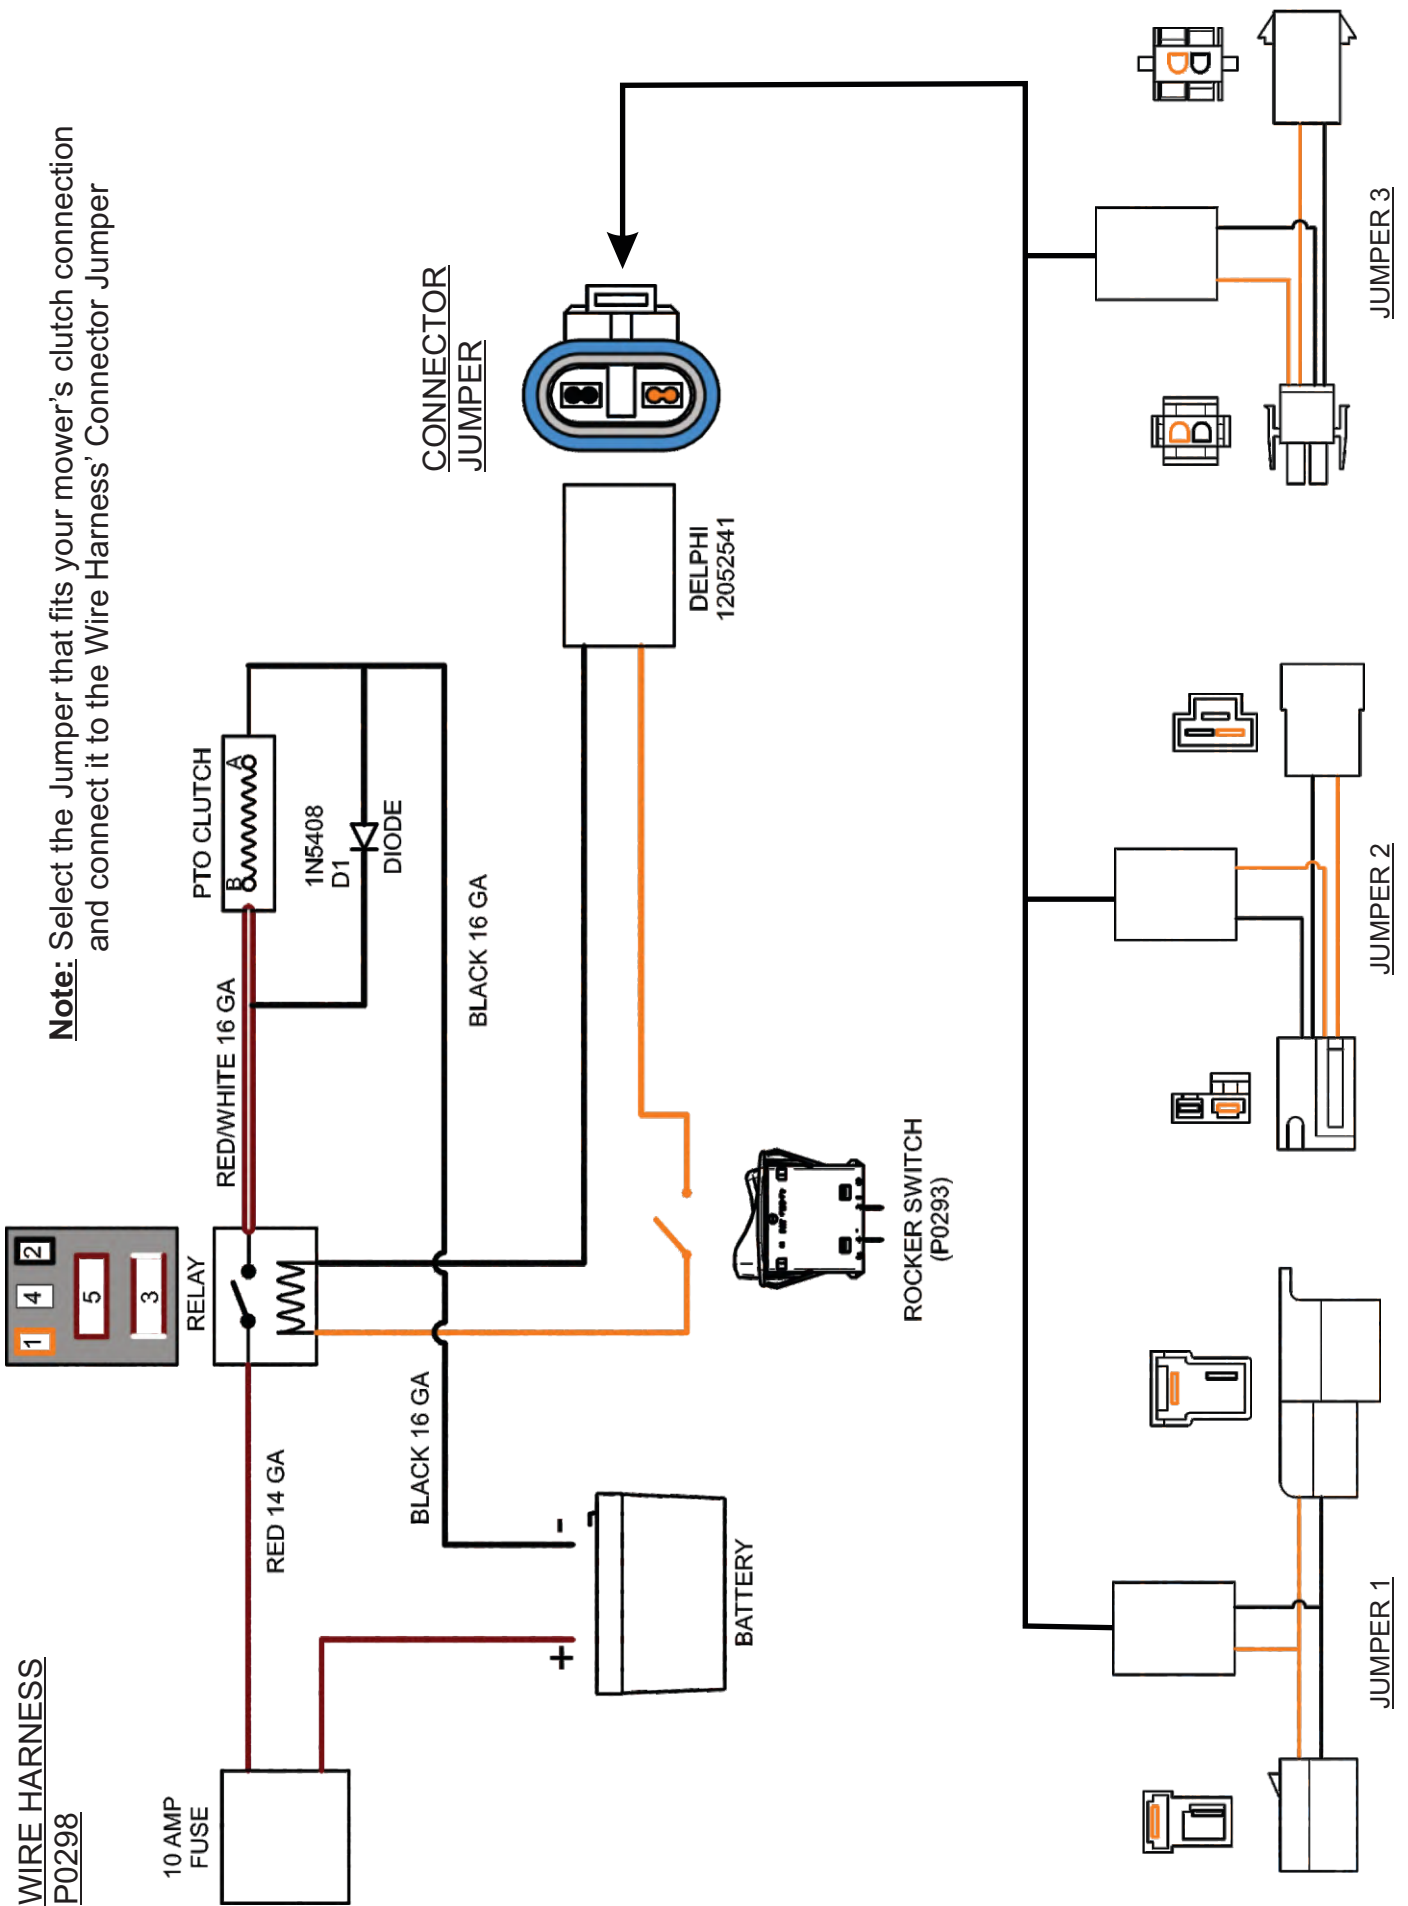 WIRE HARNESS
P0298
Note: Select the Jumper that fits your mower's clutch connection
and connect it to the Wire Harness' Connector Jumper
1
4
2
5
3
10 AMP
FUSE
RED 14 GA
RELAY
RED/WHITE 16 GA
PTO CLUTCH
B
A
1N5408
D1
DIODE
BLACK 16 GA
BLACK 16 GA
+
-
BATTERY
CONNECTOR
JUMPER
DELPHI
12052541
ROCKER SWITCH
(P0293)
JUMPER 1
JUMPER 2
JUMPER 3